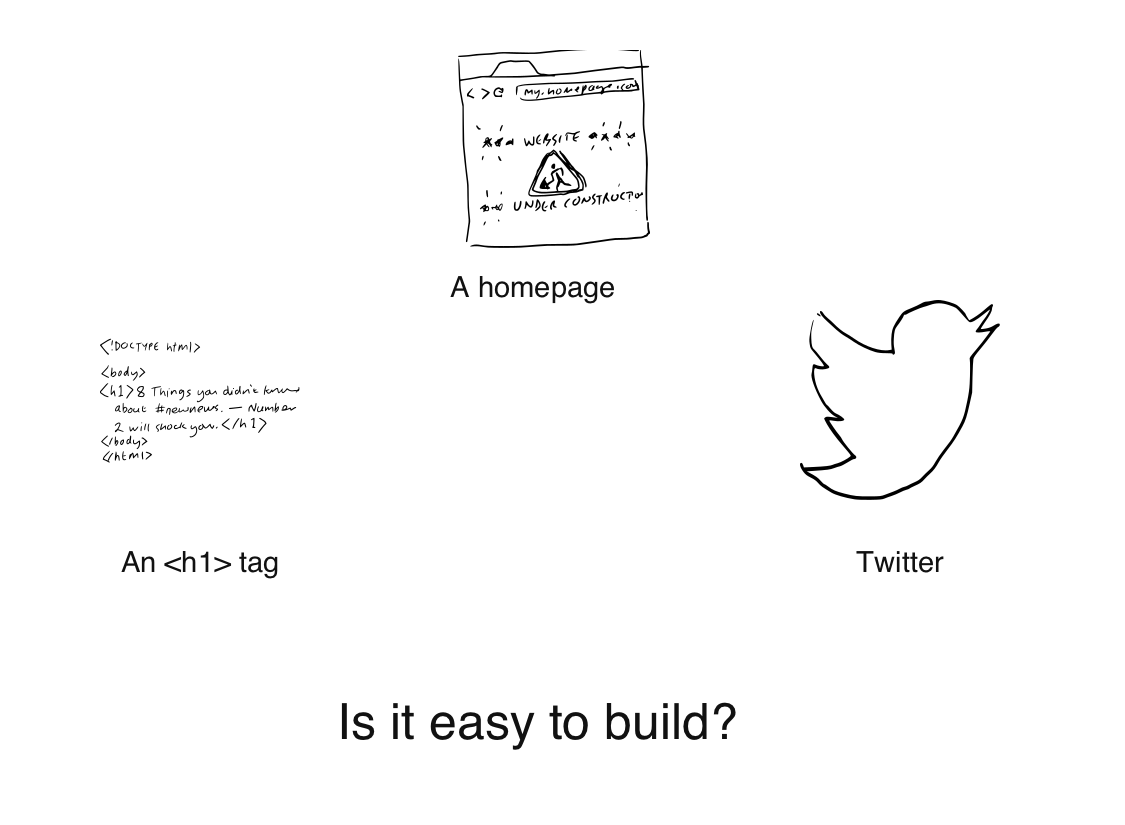 < > C my.homepage.com
*** WEBSITE ****
*** UNDER CONSTRUCTIO
A homepage
<!DOCTYPE html>
<body>
<h1>8 Things you didn't know
about #newnews. — Number
2 will shock you.</h1>
</body>
</html>
An <h1> tag
Twitter
Is it easy to build?